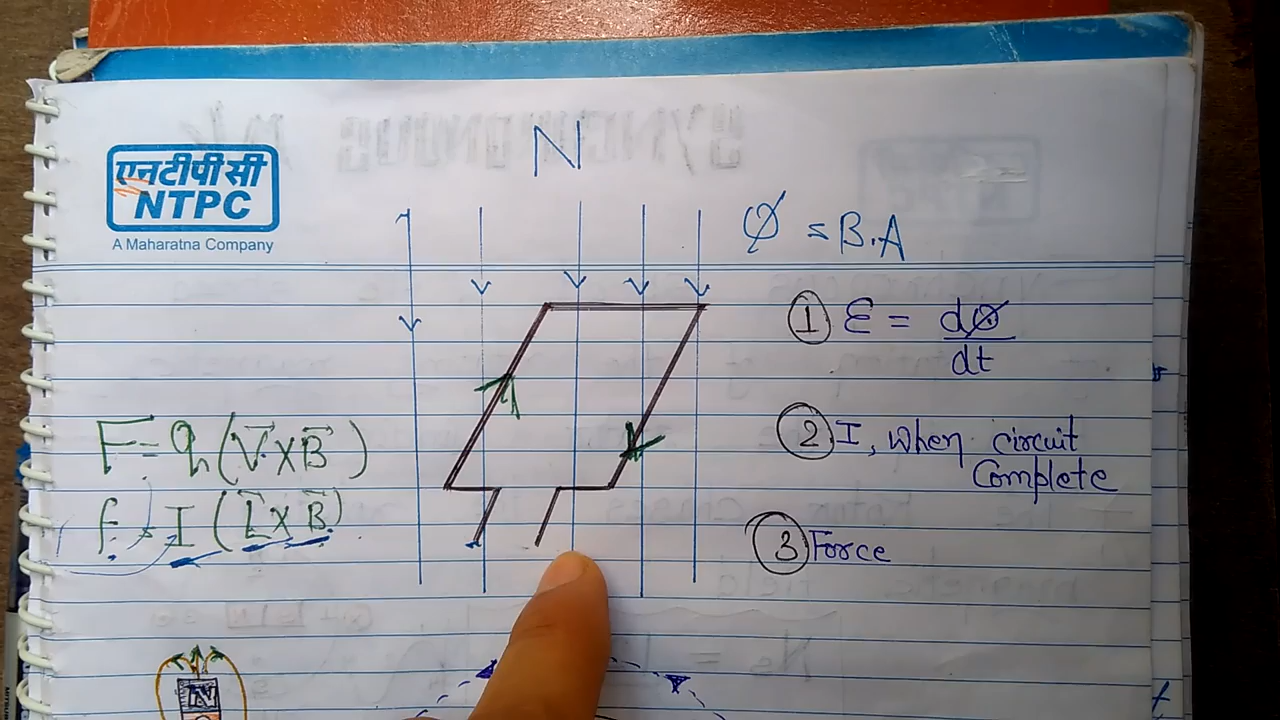 एनटीपीसी
NTPC
A Maharatna Company
N
Ø = B.A
① Ɛ = dØ/dt
② I, when circuit
Complete
③ Force
F = q(V⃗ × B⃗)
f = I (L⃗ × B⃗)
N